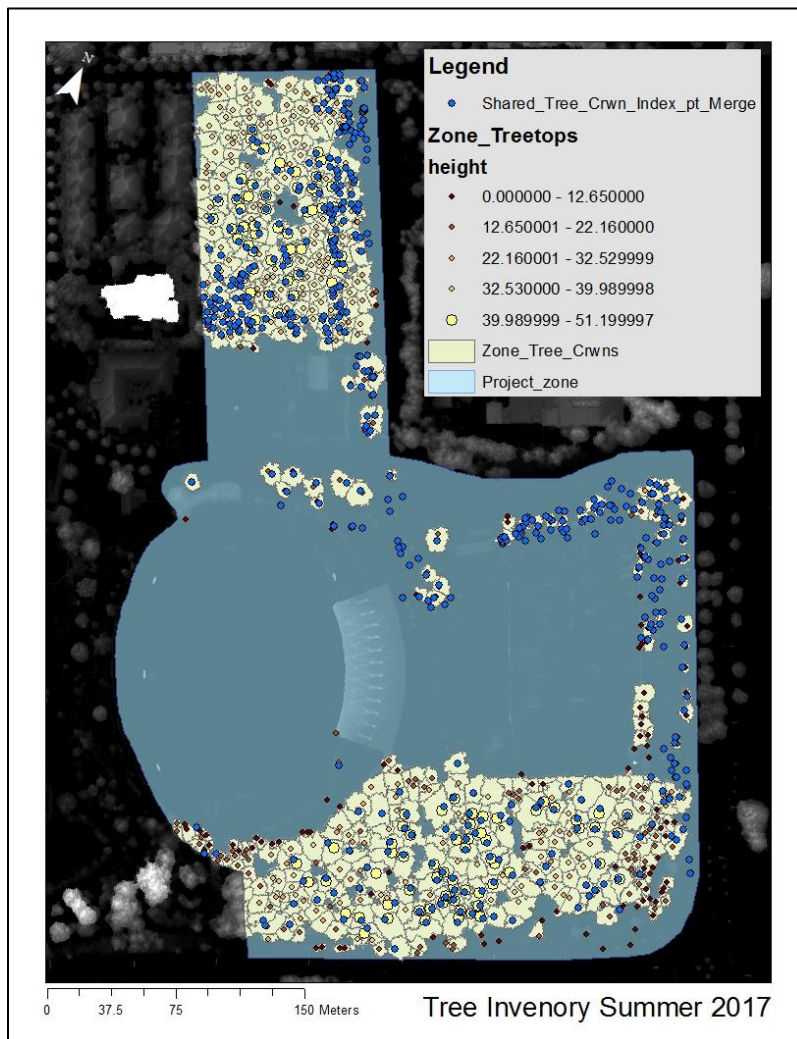 N
Legend
Shared_Tree_Crwn_Index_pt_Merge
Zone_Treetops
height
0.000000 - 12.650000
12.650001 - 22.160000
22.160001 - 32.529999
32.530000 - 39.989998
39.989999 - 51.199997
Zone_Tree_Crwns
Project_zone
0 37.5 75 150 Meters
Tree Invenory Summer 2017